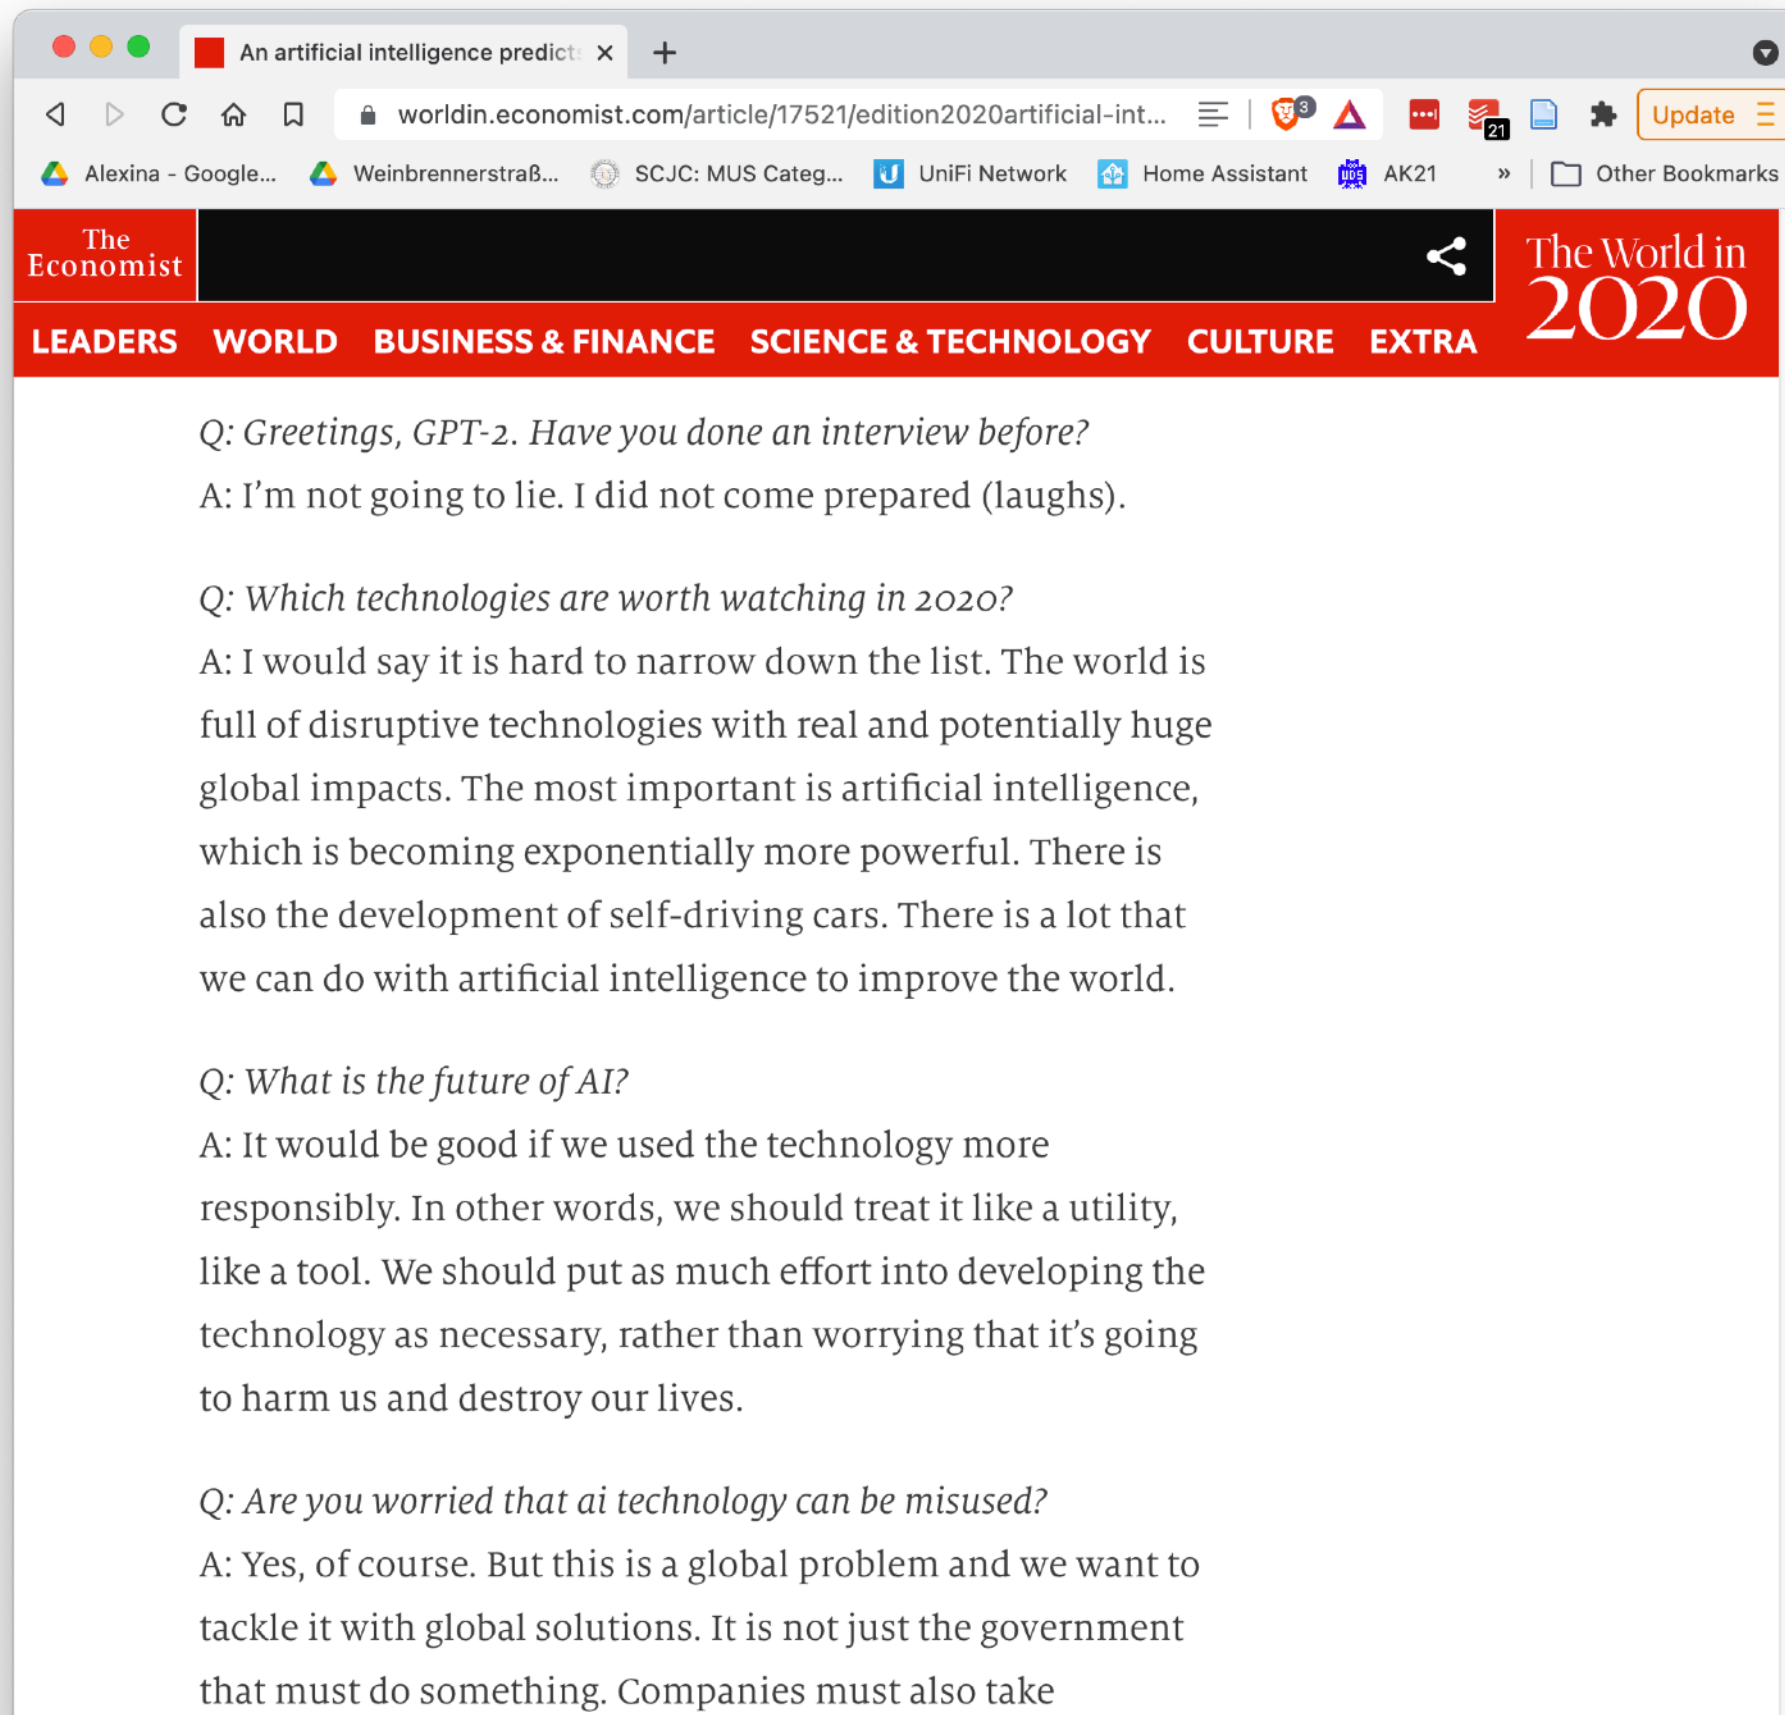 An artificial intelligence predicts
worldin.economist.com/article/17521/edition2020artificial-int...
3
21
Update
Alexina - Google...
Weinbrennerstraß...
SCJC: MUS Categ...
UniFi Network
Home Assistant
UDS
AK21
»
Other Bookmarks
The
Economist
The World in
2020
LEADERS WORLD BUSINESS & FINANCE SCIENCE & TECHNOLOGY CULTURE EXTRA
Q: Greetings, GPT-2. Have you done an interview before?
A: I’m not going to lie. I did not come prepared (laughs).
Q: Which technologies are worth watching in 2020?
A: I would say it is hard to narrow down the list. The world is
full of disruptive technologies with real and potentially huge
global impacts. The most important is artificial intelligence,
which is becoming exponentially more powerful. There is
also the development of self-driving cars. There is a lot that
we can do with artificial intelligence to improve the world.
Q: What is the future of AI?
A: It would be good if we used the technology more
responsibly. In other words, we should treat it like a utility,
like a tool. We should put as much effort into developing the
technology as necessary, rather than worrying that it’s going
to harm us and destroy our lives.
Q: Are you worried that ai technology can be misused?
A: Yes, of course. But this is a global problem and we want to
tackle it with global solutions. It is not just the government
that must do something. Companies must also take